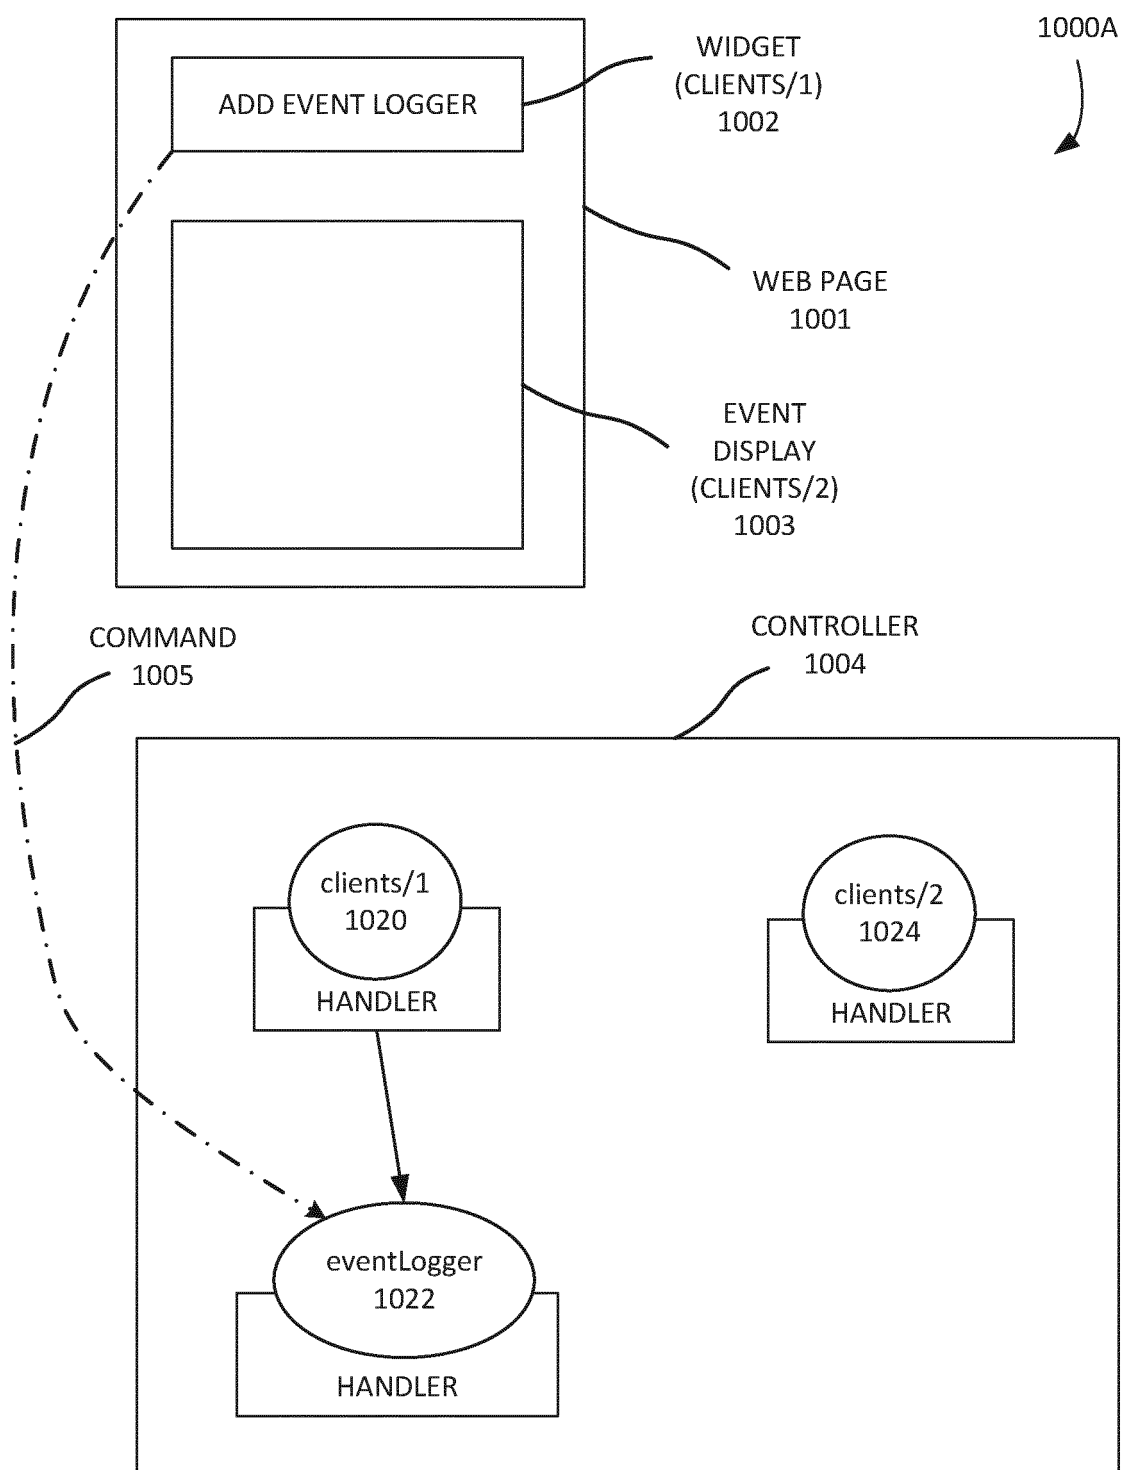 1000A
WIDGET
(CLIENTS/1)
1002
ADD EVENT LOGGER
WEB PAGE
1001
EVENT
DISPLAY
(CLIENTS/2)
1003
COMMAND
1005
CONTROLLER
1004
clients/1
1020
HANDLER
clients/2
1024
HANDLER
eventLogger
1022
HANDLER